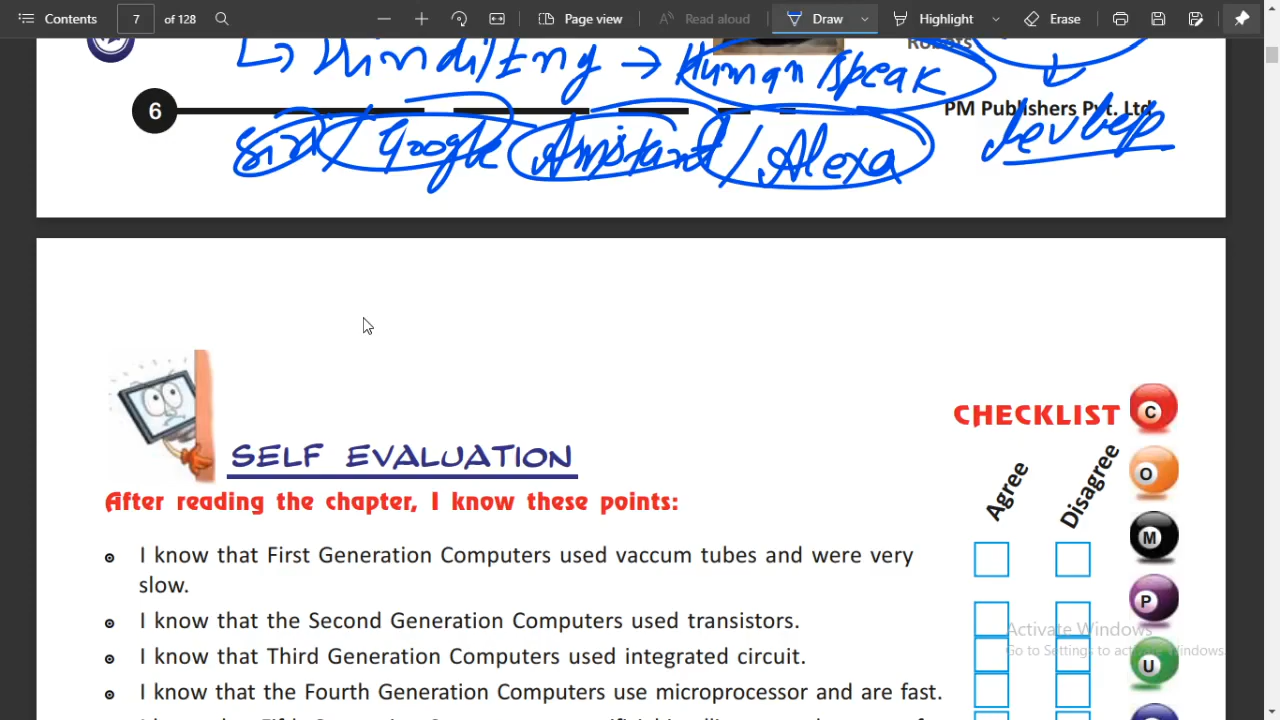 Contents 7 of 128 Page view Read aloud Draw Highlight Erase
Robots
Hindi/Eng → Human speak
6 PM Publishers Pvt. Ltd
Siri / Google Assistant / Alexa
CHECKLIST
SELF EVALUATION
Agree Disagree
After reading the chapter, I know these points:
I know that First Generation Computers used vaccum tubes and were very
slow.
I know that the Second Generation Computers used transistors.
I know that Third Generation Computers used integrated circuit.
I know that the Fourth Generation Computers use microprocessor and are fast.
C
O
M
P
U
Activate Windows
Go to Settings to activate Windows.